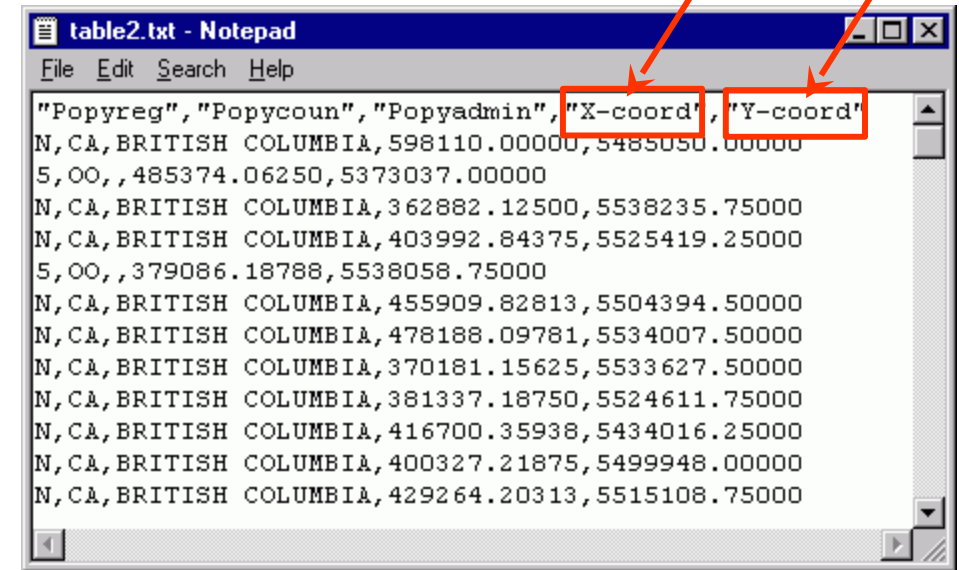 table2.txt - Notepad
File Edit Search Help
"Popyreg","Popycoun","Popyadmin","X-coord","Y-coord"
N,CA,BRITISH COLUMBIA,598110.00000,5485050.00000
5,OO,,485374.06250,5373037.00000
N,CA,BRITISH COLUMBIA,362882.12500,5538235.75000
N,CA,BRITISH COLUMBIA,403992.84375,5525419.25000
5,OO,,379086.18788,5538058.75000
N,CA,BRITISH COLUMBIA,455909.82813,5504394.50000
N,CA,BRITISH COLUMBIA,478188.09781,5534007.50000
N,CA,BRITISH COLUMBIA,370181.15625,5533627.50000
N,CA,BRITISH COLUMBIA,381337.18750,5524611.75000
N,CA,BRITISH COLUMBIA,416700.35938,5434016.25000
N,CA,BRITISH COLUMBIA,400327.21875,5499948.00000
N,CA,BRITISH COLUMBIA,429264.20313,5515108.75000